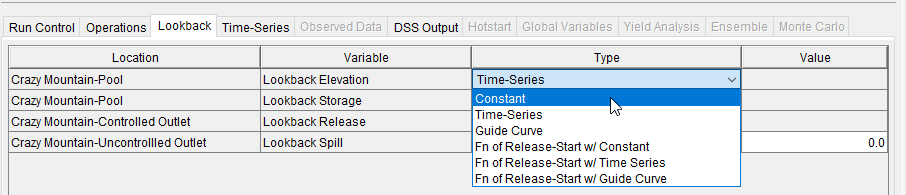 Run Control Operations Lookback Time-Series Observed Data DSS Output Hotstart Global Variables Yield Analysis Ensemble Monte Carlo
Location Variable Type Value
Crazy Mountain-Pool Lookback Elevation Time-Series
Crazy Mountain-Pool Lookback Storage Constant
Crazy Mountain-Controlled Outlet Lookback Release Time-Series
Crazy Mountain-Uncontrollled Outlet Lookback Spill Guide Curve 0.0
Fn of Release-Start w/ Constant
Fn of Release-Start w/ Time Series
Fn of Release-Start w/ Guide Curve